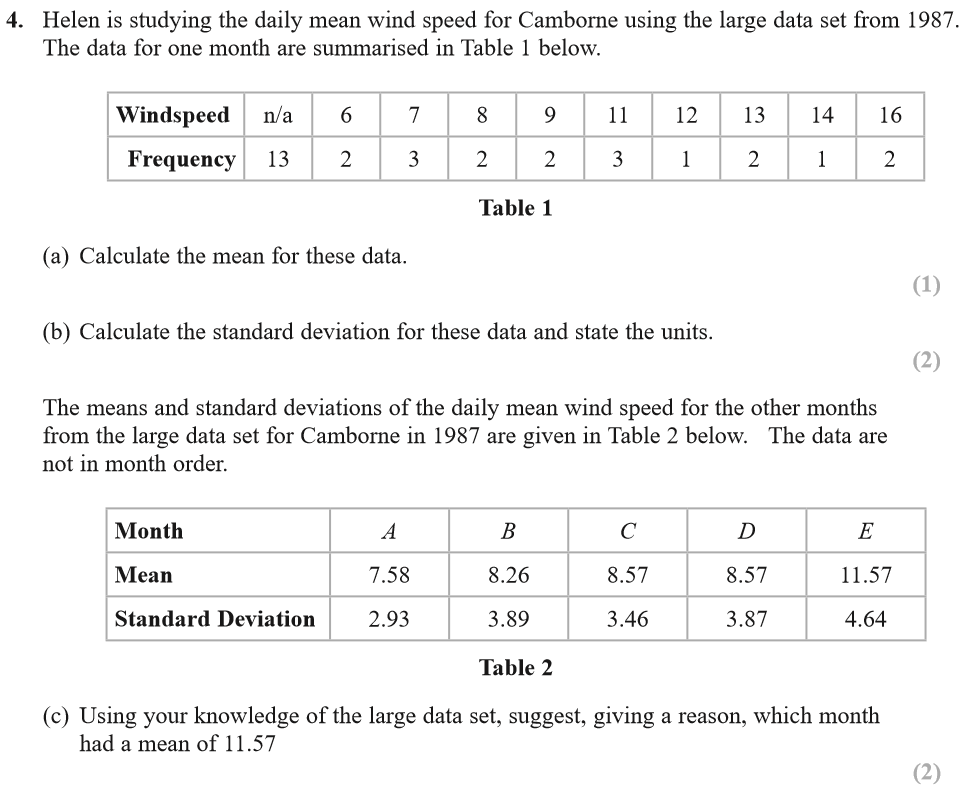 4. Helen is studying the daily mean wind speed for Camborne using the large data set from 1987.
The data for one month are summarised in Table 1 below.
Windspeed n/a 6 7 8 9 11 12 13 14 16
Frequency 13 2 3 2 2 3 1 2 1 2
Table 1
(a) Calculate the mean for these data.
(1)
(b) Calculate the standard deviation for these data and state the units.
(2)
The means and standard deviations of the daily mean wind speed for the other months
from the large data set for Camborne in 1987 are given in Table 2 below. The data are
not in month order.
Month A B C D E
Mean 7.58 8.26 8.57 8.57 11.57
Standard Deviation 2.93 3.89 3.46 3.87 4.64
Table 2
(c) Using your knowledge of the large data set, suggest, giving a reason, which month
had a mean of 11.57
(2)